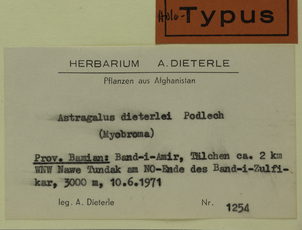 Holo-Typus
HERBARIUM A. DIETERLE
Pflanzen aus Afghanistan
Astragalus dieterlei Podlech
(Myobroma)
Prov. Bamian: Band-i-Amir, Tälchen ca. 2 km
WNW Nawe Tundak am NO-Ende des Band-i-Zulfi-
kar, 3000 m, 10.6.1971
leg. A. Dieterle Nr. 1254